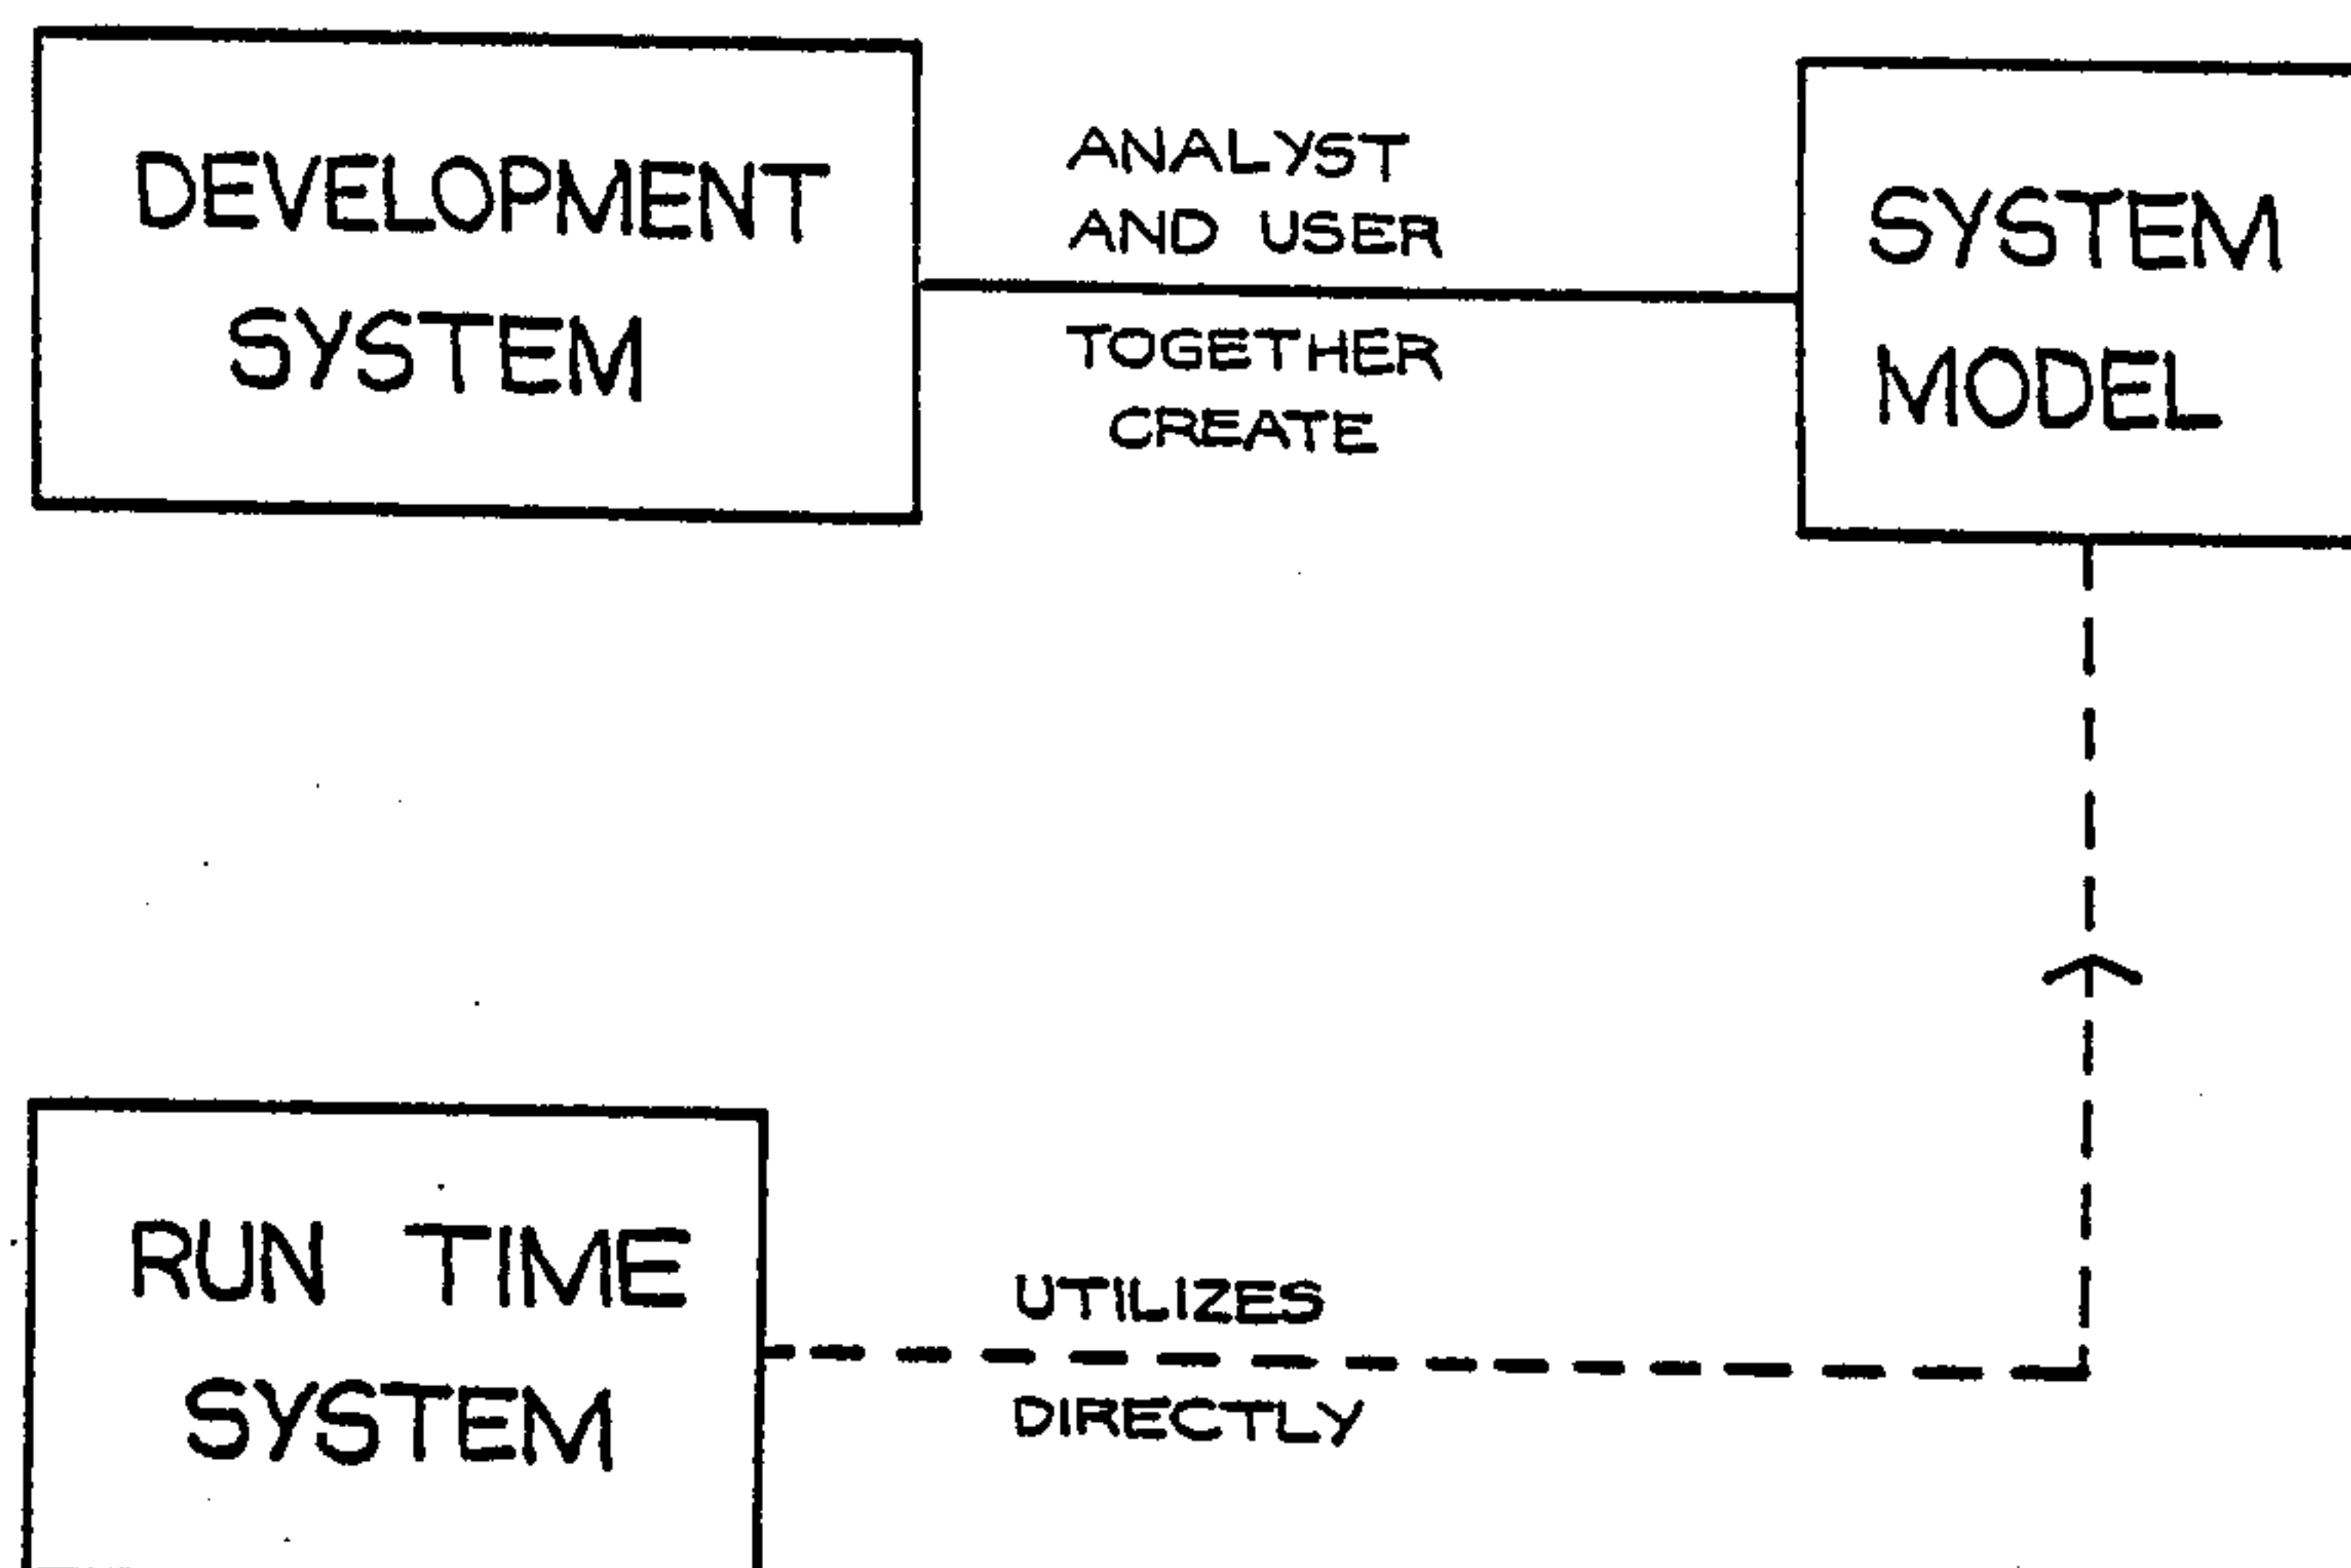 DEVELOPMENT
SYSTEM
ANALYST
AND USER
TOGETHER
CREATE
SYSTEM
MODEL
RUN TIME
SYSTEM
UTILIZES
DIRECTLY